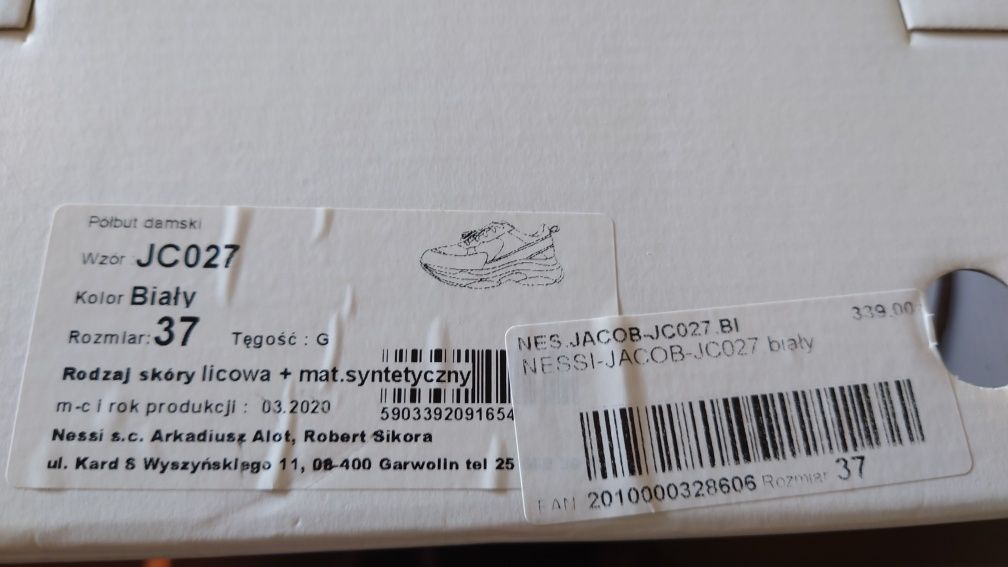 Półbut damski
Wzór : JC027
Kolor Biały
Rozmiar: 37 Tęgość : G
Rodzaj skóry licowa + mat.syntetyczny
m-c i rok produkcji : 03.2020
5903392091654
Nessi s.c. Arkadiusz Alot, Robert Sikora
ul. Kard S Wyszyńskiego 11, 08-400 Garwolin tel 25
339.00
NES.JACOB-JC027.BI
NESSI-JACOB-JC027 biały
EAN 2010000328606 Rozmiar 37